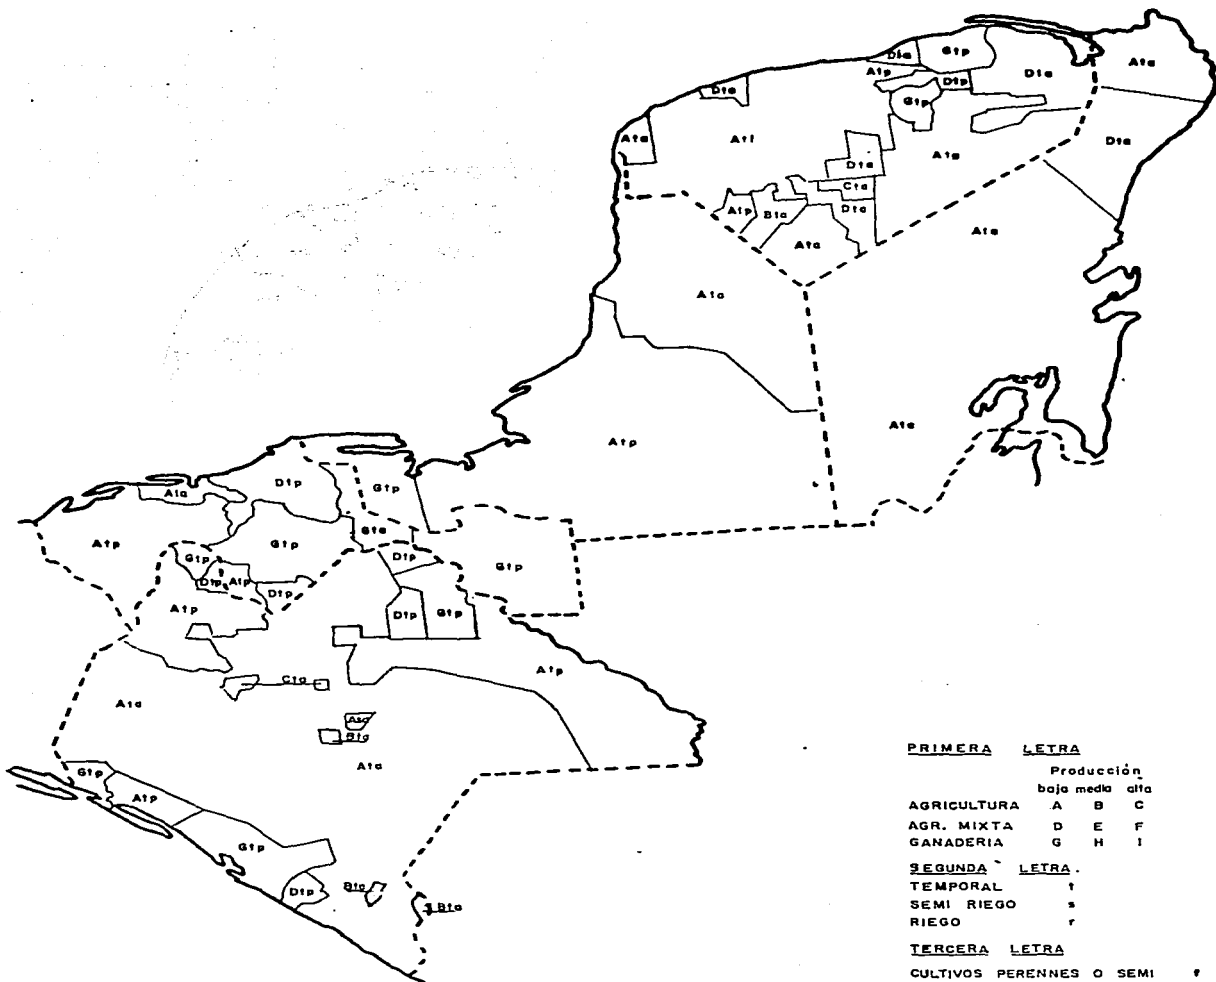 Dta
Gtp
Atp
Dtp
Dta
Ata
Dta
Gtp
Ata
Atf
Dta
Ata
Dta
Cta
Atp
Bta
Dta
Ata
Ata
Ata
Ata
Atp
Dtp
Gtp
Ata
Gta
Atp
Gtp
Dtp
Gtp
Gtp
Dtp
Atp
Dtp
Atp
Dtp
Gtp
Atp
Cta
Ata
Asa
Bta
Ata
Gtp
Atp
Gtp
Dtp
Bta
Bta
PRIMERA LETRA
Producción
baja media alta
AGRICULTURA A B C
AGR. MIXTA D E F
GANADERIA G H I
SEGUNDA LETRA.
TEMPORAL t
SEMI RIEGO s
RIEGO r
TERCERA LETRA
CULTIVOS PERENNES O SEMI